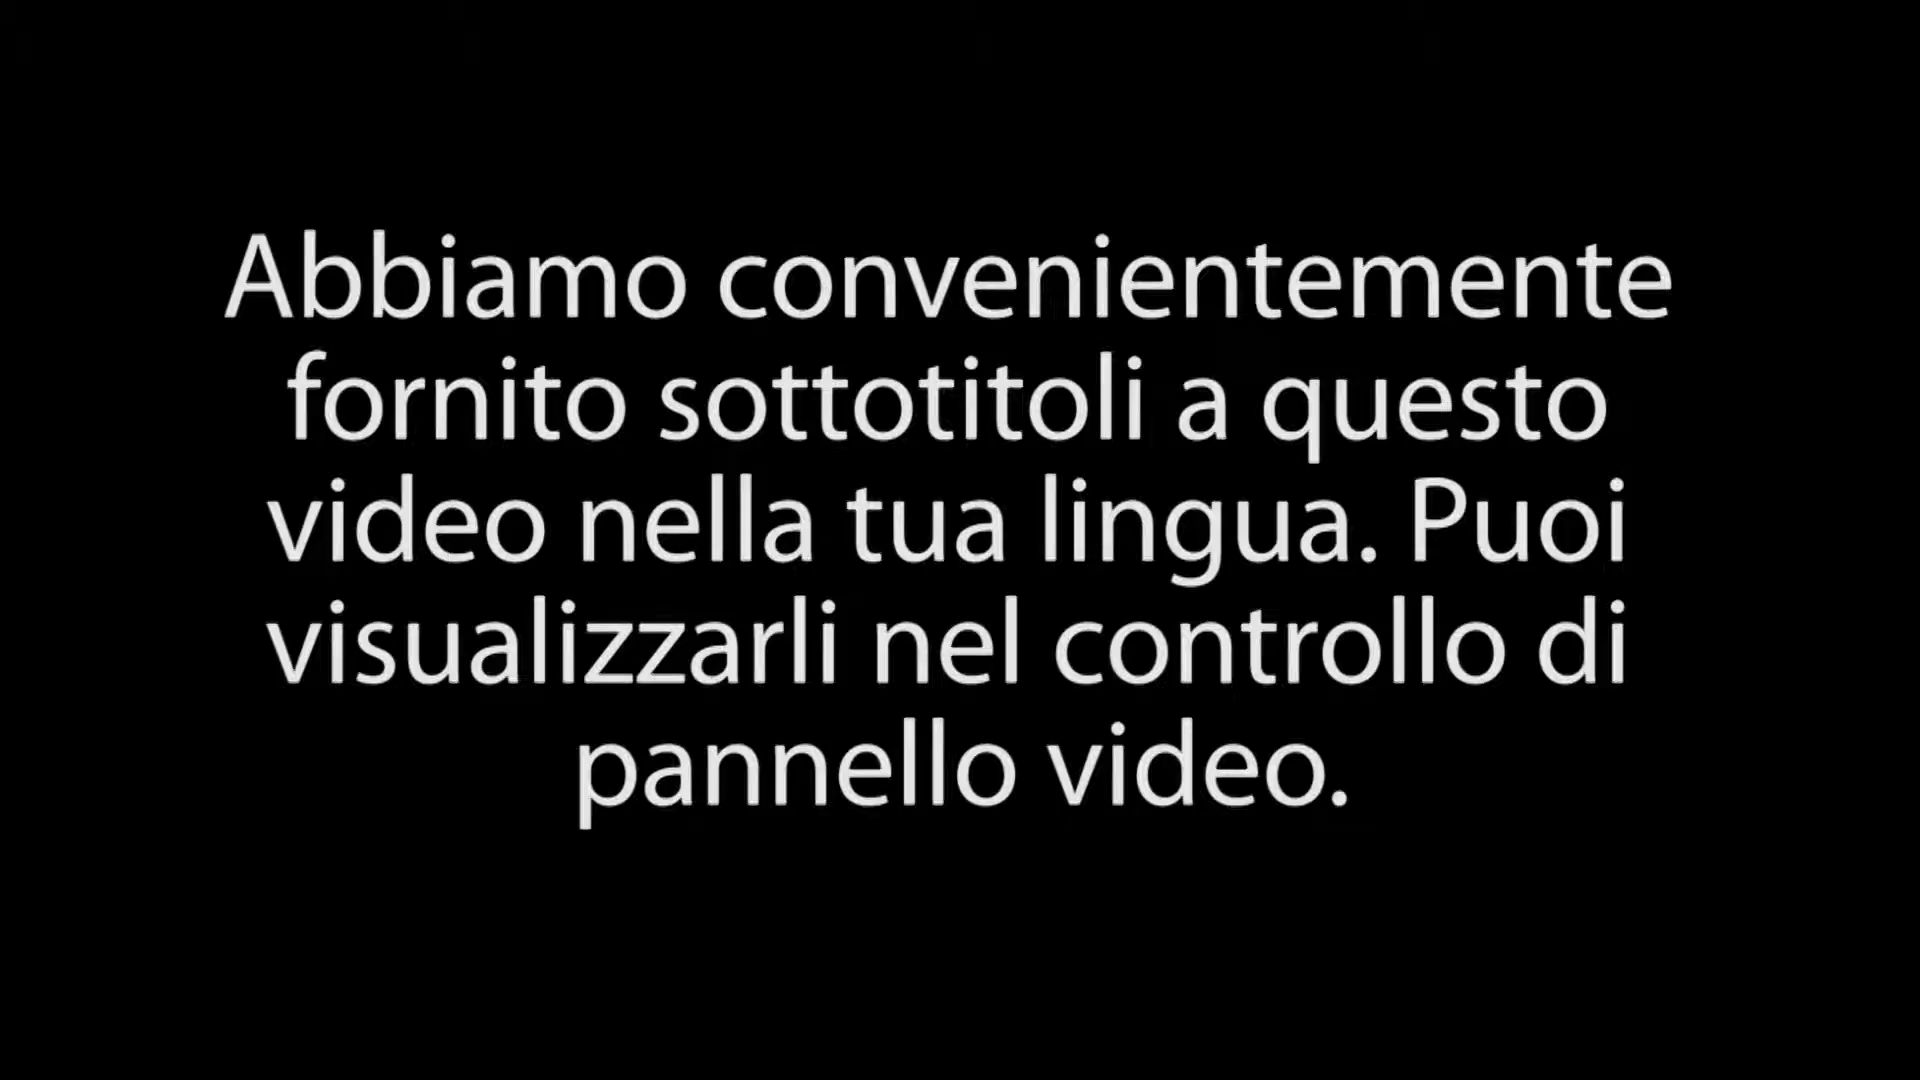 Abbiamo convenientemente
fornito sottotitoli a questo
video nella tua lingua. Puoi
visualizzarli nel controllo di
pannello video.